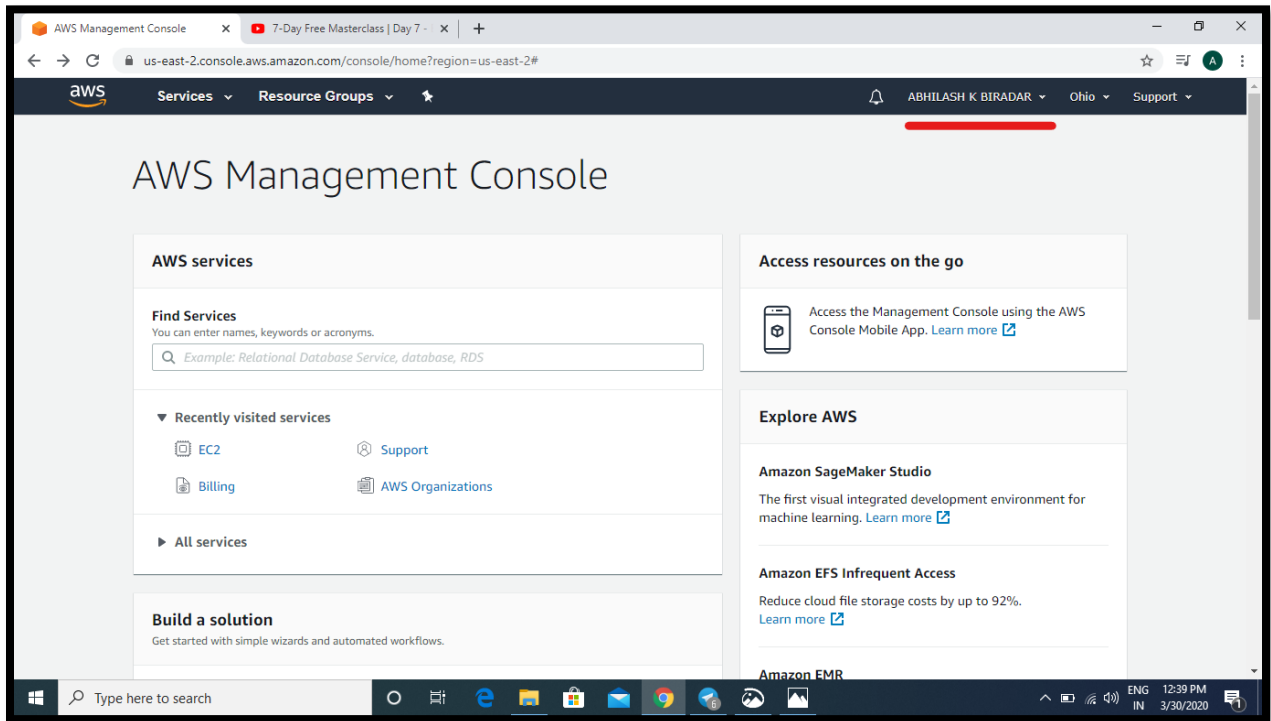 AWS Management Console
7-Day Free Masterclass | Day 7 -
us-east-2.console.aws.amazon.com/console/home?region=us-east-2#
A
aws
Services
Resource Groups
ABHILASH K BIRADAR
Ohio
Support
AWS Management Console
AWS services
Find Services
You can enter names, keywords or acronyms.
Example: Relational Database Service, database, RDS
Recently visited services
EC2
Support
Billing
AWS Organizations
All services
Build a solution
Get started with simple wizards and automated workflows.
Access resources on the go
Access the Management Console using the AWS
Console Mobile App. Learn more
Explore AWS
Amazon SageMaker Studio
The first visual integrated development environment for
machine learning. Learn more
Amazon EFS Infrequent Access
Reduce cloud file storage costs by up to 92%.
Learn more
Amazon EMR
Type here to search
6
ENG
IN
12:39 PM
3/30/2020
1